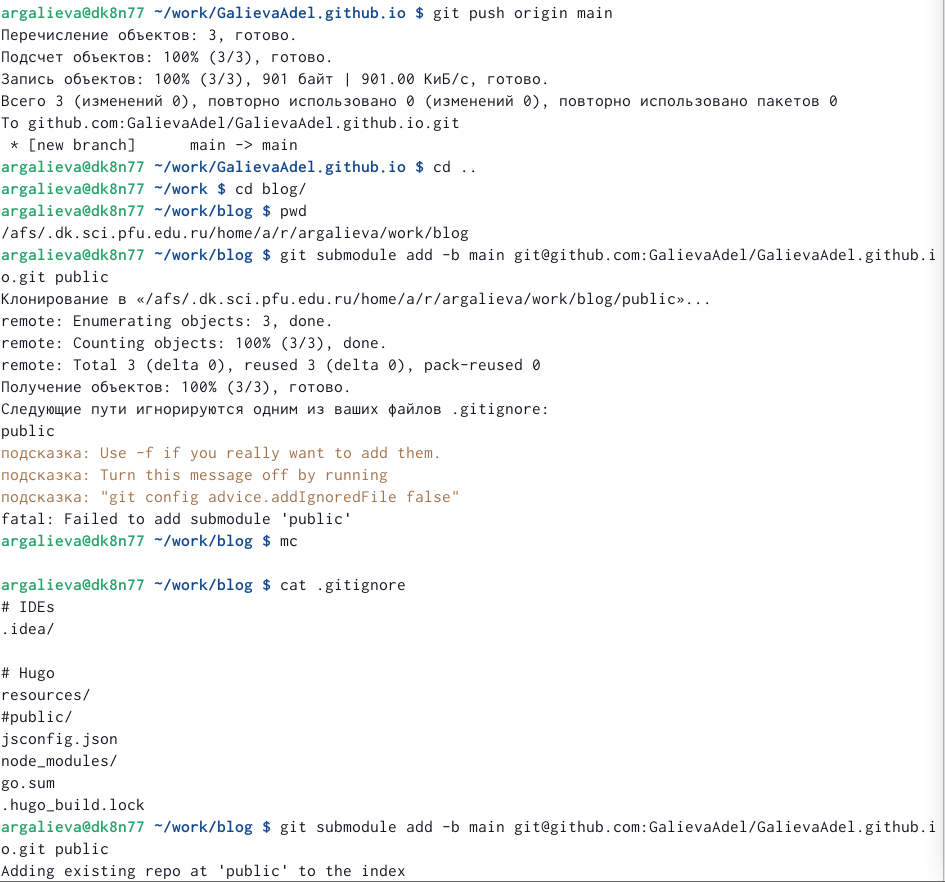 argalieva@dk8n77 ~/work/GalievaAdel.github.io $ git push origin main
Перечисление объектов: 3, готово.
Подсчет объектов: 100% (3/3), готово.
Запись объектов: 100% (3/3), 901 байт | 901.00 КиБ/с, готово.
Всего 3 (изменений 0), повторно использовано 0 (изменений 0), повторно использовано пакетов 0
To github.com:GalievaAdel/GalievaAdel.github.io.git
 * [new branch]      main -> main
argalieva@dk8n77 ~/work/GalievaAdel.github.io $ cd ..
argalieva@dk8n77 ~/work $ cd blog/
argalieva@dk8n77 ~/work/blog $ pwd
/afs/.dk.sci.pfu.edu.ru/home/a/r/argalieva/work/blog
argalieva@dk8n77 ~/work/blog $ git submodule add -b main git@github.com:GalievaAdel/GalievaAdel.github.i
o.git public
Клонирование в «/afs/.dk.sci.pfu.edu.ru/home/a/r/argalieva/work/blog/public»...
remote: Enumerating objects: 3, done.
remote: Counting objects: 100% (3/3), done.
remote: Total 3 (delta 0), reused 3 (delta 0), pack-reused 0
Получение объектов: 100% (3/3), готово.
Следующие пути игнорируются одним из ваших файлов .gitignore:
public
подсказка: Use -f if you really want to add them.
подсказка: Turn this message off by running
подсказка: "git config advice.addIgnoredFile false"
fatal: Failed to add submodule 'public'
argalieva@dk8n77 ~/work/blog $ mc

argalieva@dk8n77 ~/work/blog $ cat .gitignore
# IDEs
.idea/

# Hugo
resources/
#public/
jsconfig.json
node_modules/
go.sum
.hugo_build.lock
argalieva@dk8n77 ~/work/blog $ git submodule add -b main git@github.com:GalievaAdel/GalievaAdel.github.i
o.git public
Adding existing repo at 'public' to the index